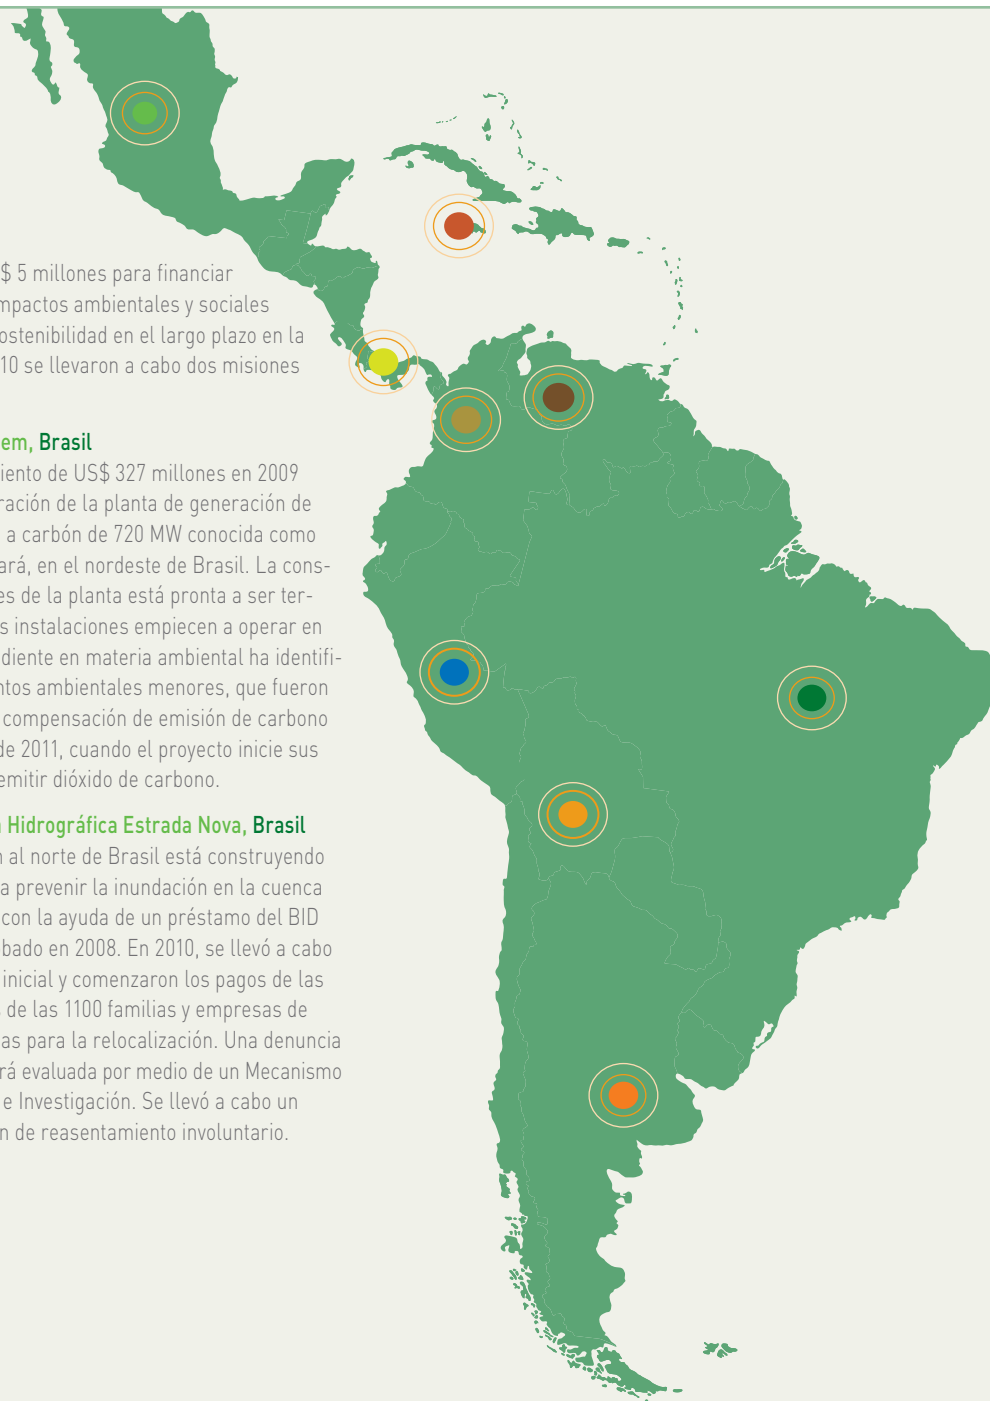 $ 5 millones para financiar
mpactos ambientales y sociales
ostenibilidad en el largo plazo en la
10 se llevaron a cabo dos misiones
em, Brasil
iento de US$ 327 millones en 2009
ración de la planta de generación de
a carbón de 720 MW conocida como
ará, en el nordeste de Brasil. La cons-
es de la planta está pronta a ser ter-
s instalaciones empiecen a operar en
diente en materia ambiental ha identifi-
ntos ambientales menores, que fueron
compensación de emisión de carbono
de 2011, cuando el proyecto inicie sus
emitir dióxido de carbono.
a Hidrográfica Estrada Nova, Brasil
n al norte de Brasil está construyendo
a prevenir la inundación en la cuenca
con la ayuda de un préstamo del BID
bado en 2008. En 2010, se llevó a cabo
inicial y comenzaron los pagos de las
s de las 1100 familias y empresas de
as para la relocalización. Una denuncia
rá evaluada por medio de un Mecanismo
e Investigación. Se llevó a cabo un
n de reasentamiento involuntario.